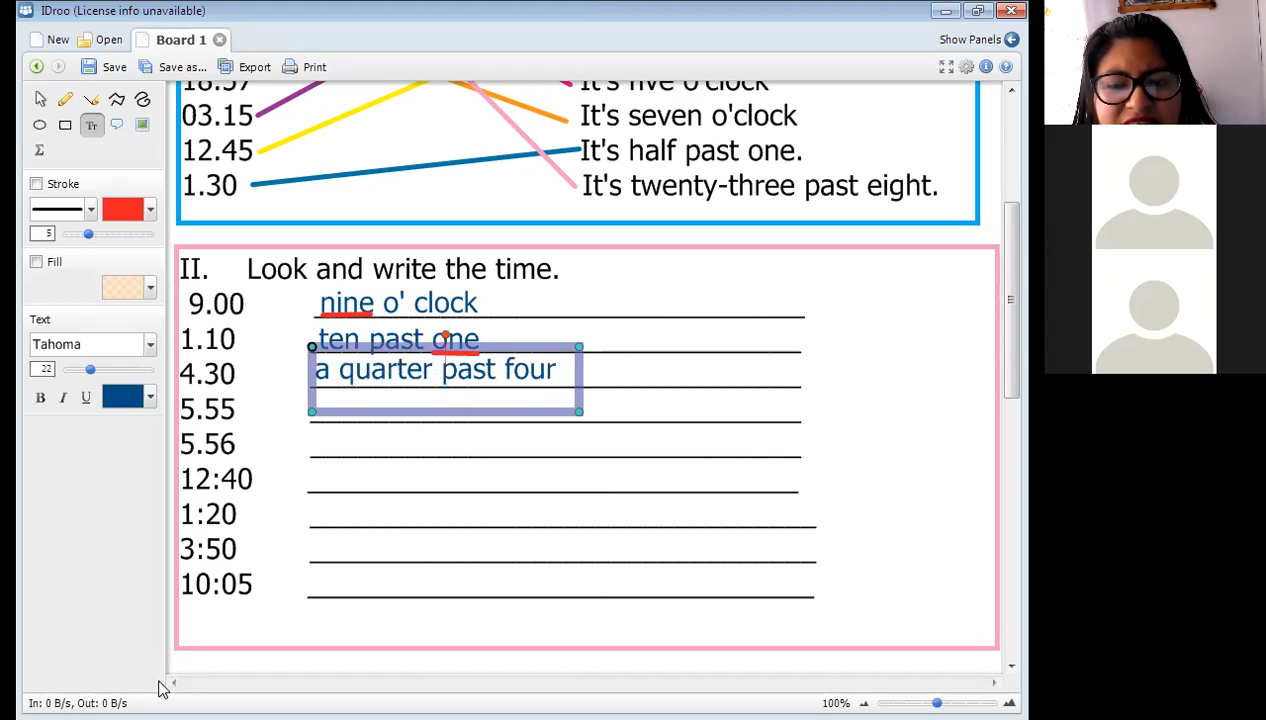 IDroo (License info unavailable)
New Open Board 1 Show Panels
Save Save as... Export Print
03.15 It's seven o'clock
12.45 It's half past one.
1.30 It's twenty-three past eight.
Tr
Stroke
5
Fill
Text
Tahoma
22
B I U
II. Look and write the time.
9.00 nine o' clock
1.10 ten past one
4.30 a quarter past four
5.55
5.56
12:40
1:20
3:50
10:05
In: 0 B/s, Out: 0 B/s 100%